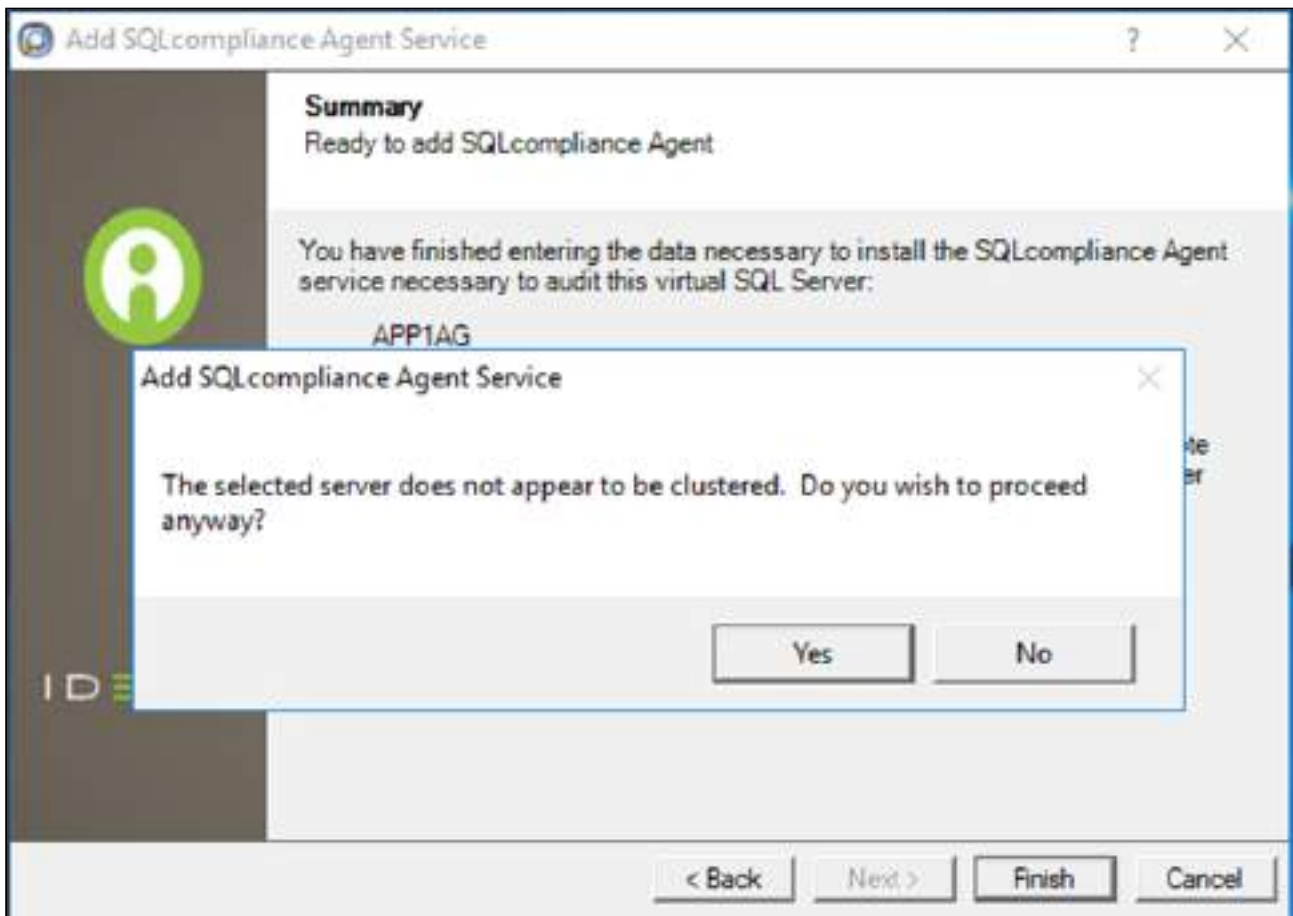 Add SQLcompliance Agent Service
?
Summary
Ready to add SQLcompliance Agent
You have finished entering the data necessary to install the SQLcompliance Agent
service necessary to audit this virtual SQL Server:
APP1AG
Add SQLcompliance Agent Service
The selected server does not appear to be clustered.  Do you wish to proceed
anyway?
Yes
No
< Back
Next >
Finish
Cancel